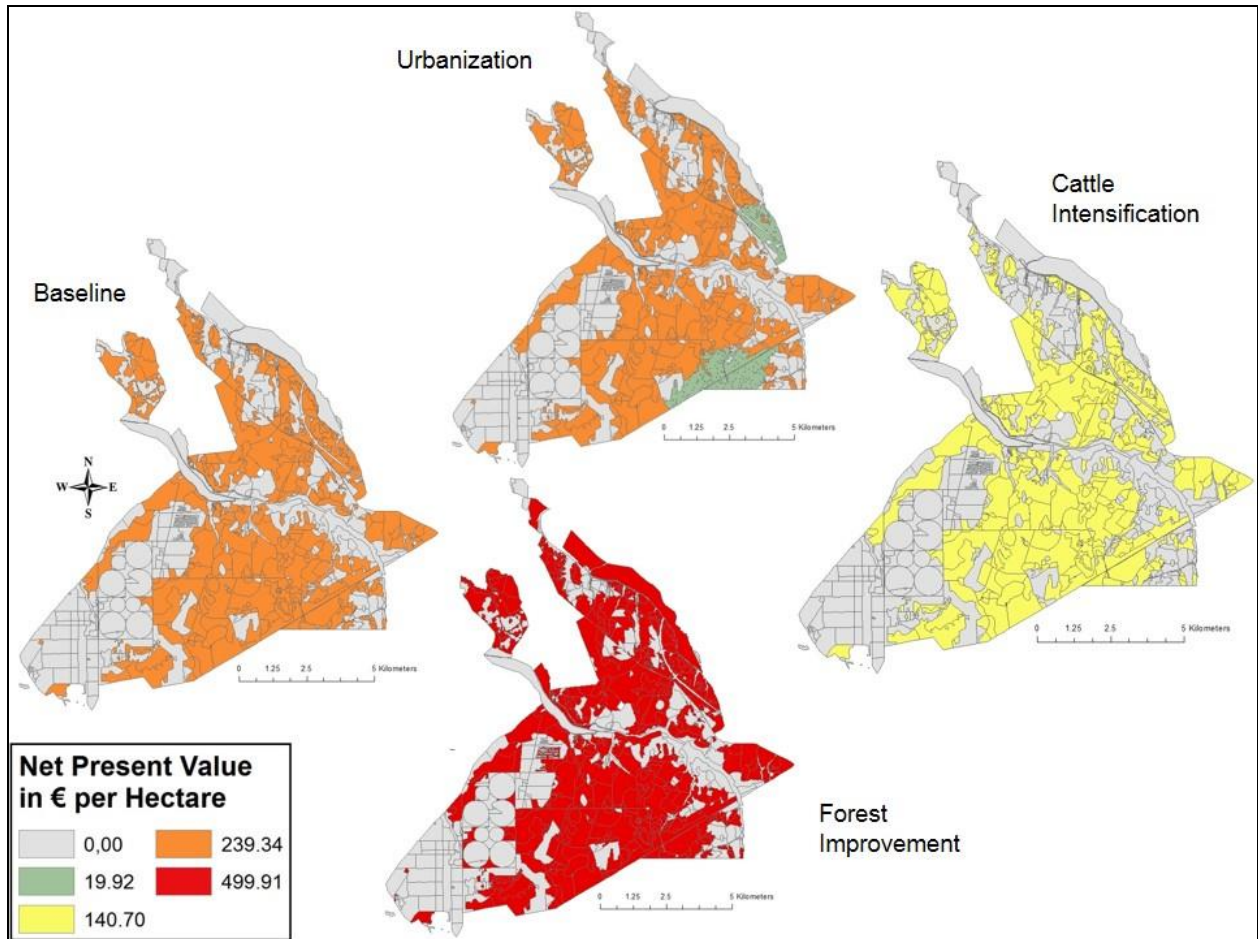 Urbanization
Cattle
Intensification
Baseline
N
W E
S
0 1.25 2.5 5 Kilometers
0 1.25 2.5 5 Kilometers
0 1.25 2.5 5 Kilometers
0 1.25 2.5 5 Kilometers
Forest
Improvement
Net Present Value
in € per Hectare
0,00 239.34
19.92 499.91
140.70